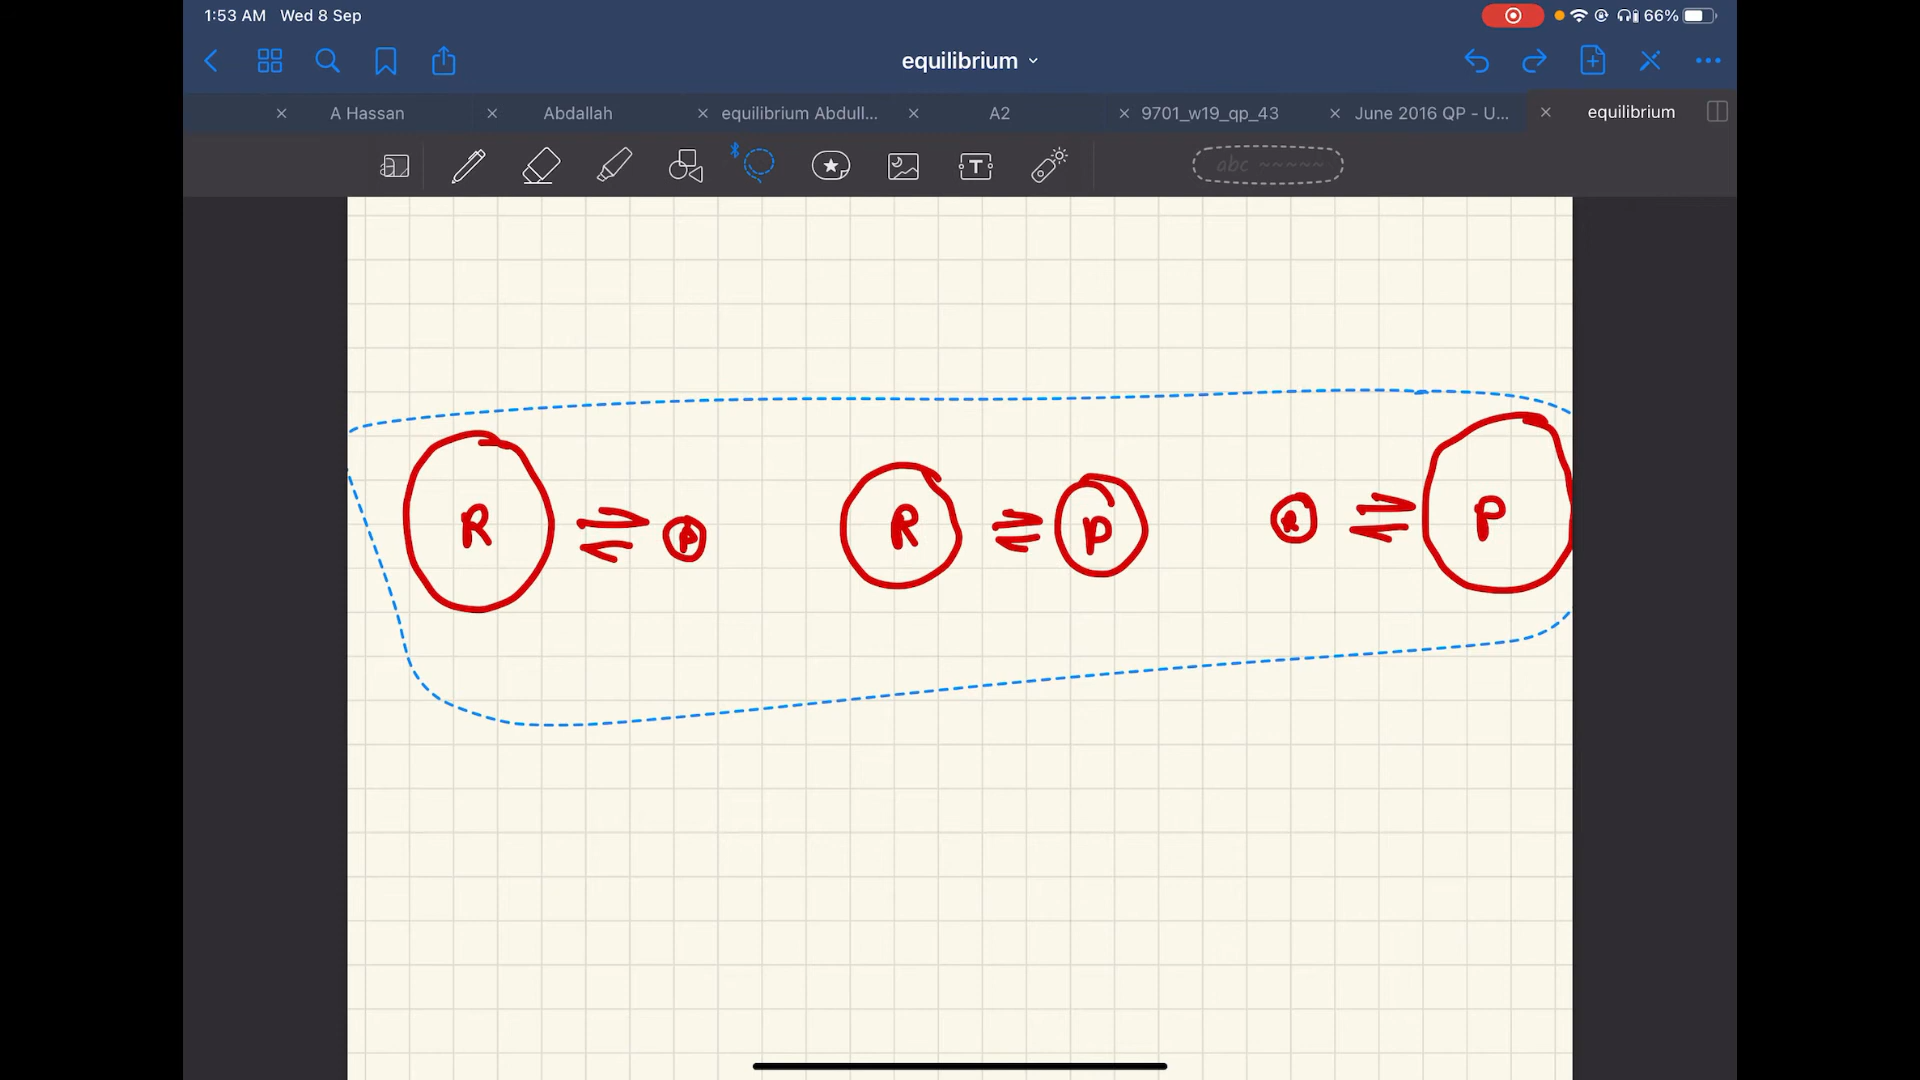 1:53 AM Wed 8 Sep 66%
equilibrium
A Hassan Abdallah equilibrium Abdull... A2 9701_w19_qp_43 June 2016 QP - U... equilibrium
T abc
R ⇌ P R ⇌ P R ⇌ P